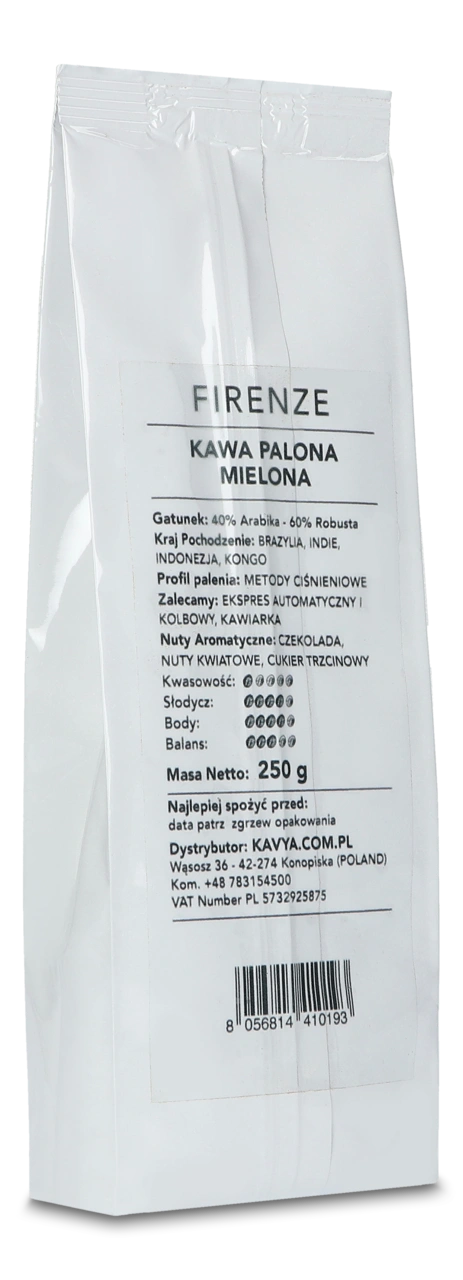 FIRENZE
KAWA PALONA
MIELONA
Gatunek: 40% Arabika - 60% Robusta
Kraj Pochodzenie: BRAZYLIA, INDIE,
INDONEZJA, KONGO
Profil palenia: METODY CIŚNIENIOWE
Zalecamy: EKSPRES AUTOMATYCZNY I
KOLBOWY, KAWIARKA
Nuty Aromatyczne: CZEKOLADA,
NUTY KWIATOWE, CUKIER TRZCINOWY
Kwasowość:
Słodycz:
Body:
Balans:
Masa Netto: 250 g
Najlepiej spożyć przed:
data patrz zgrzew opakowania
Dystrybutor: KAVYA.COM.PL
Wąsosz 36 - 42-274 Konopiska (POLAND)
Kom. +48 783154500
VAT Number PL 5732925875
8 056814 410193